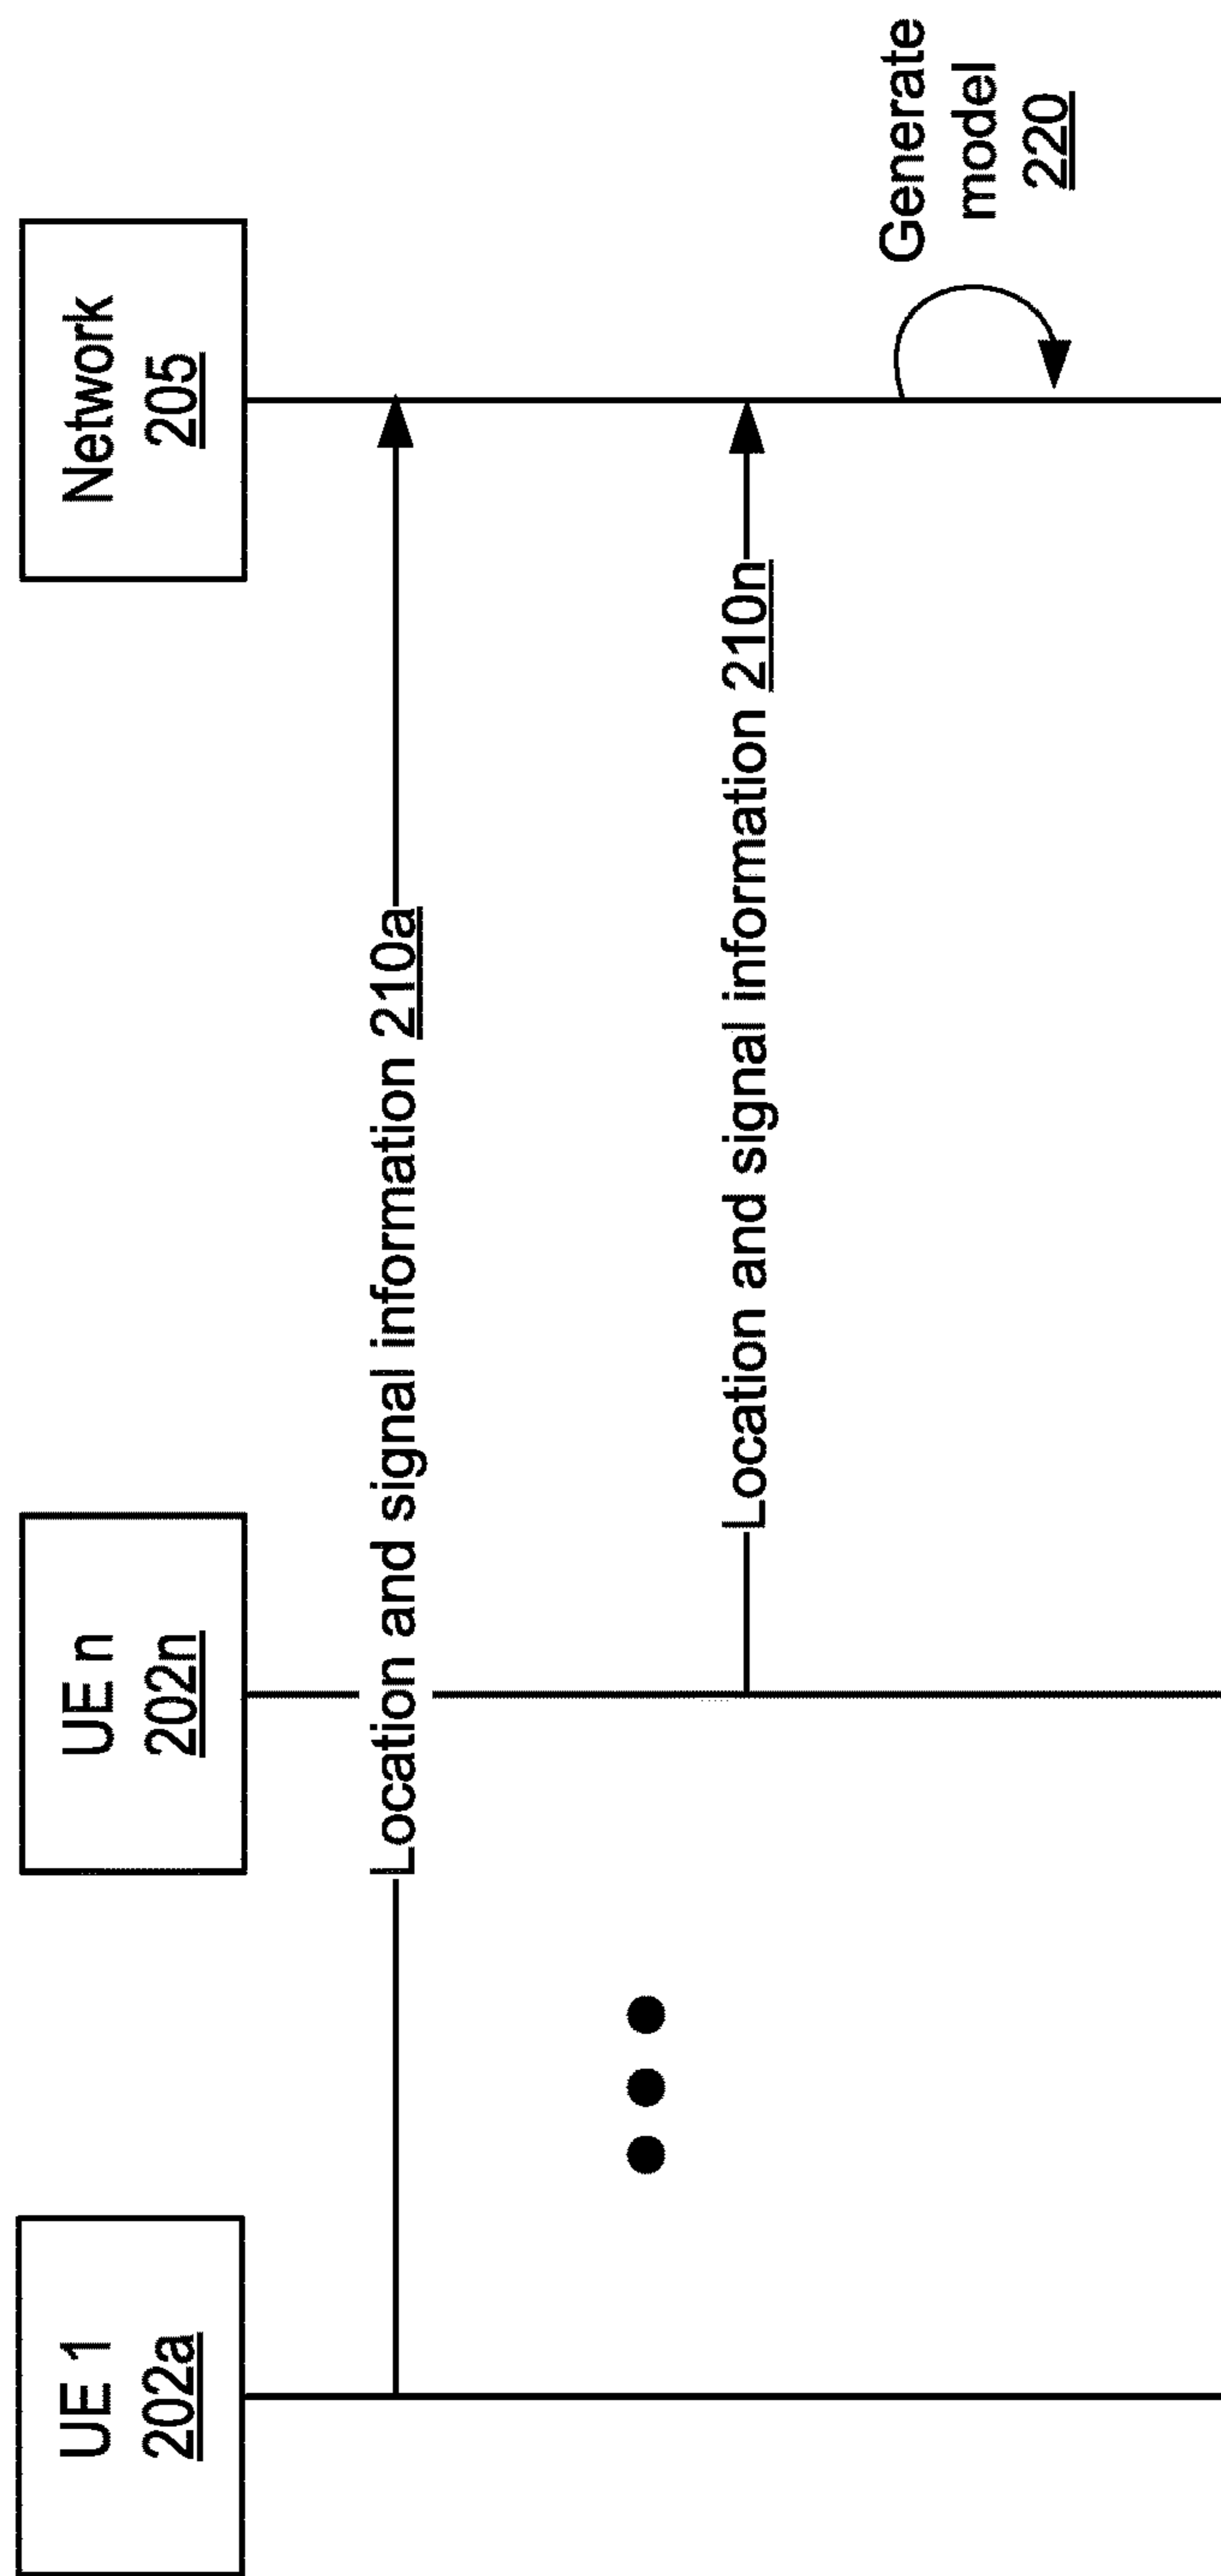 UE 1
202a
UE n
202n
Network
205
Location and signal information 210a
Location and signal information 210n
Generate
model
220